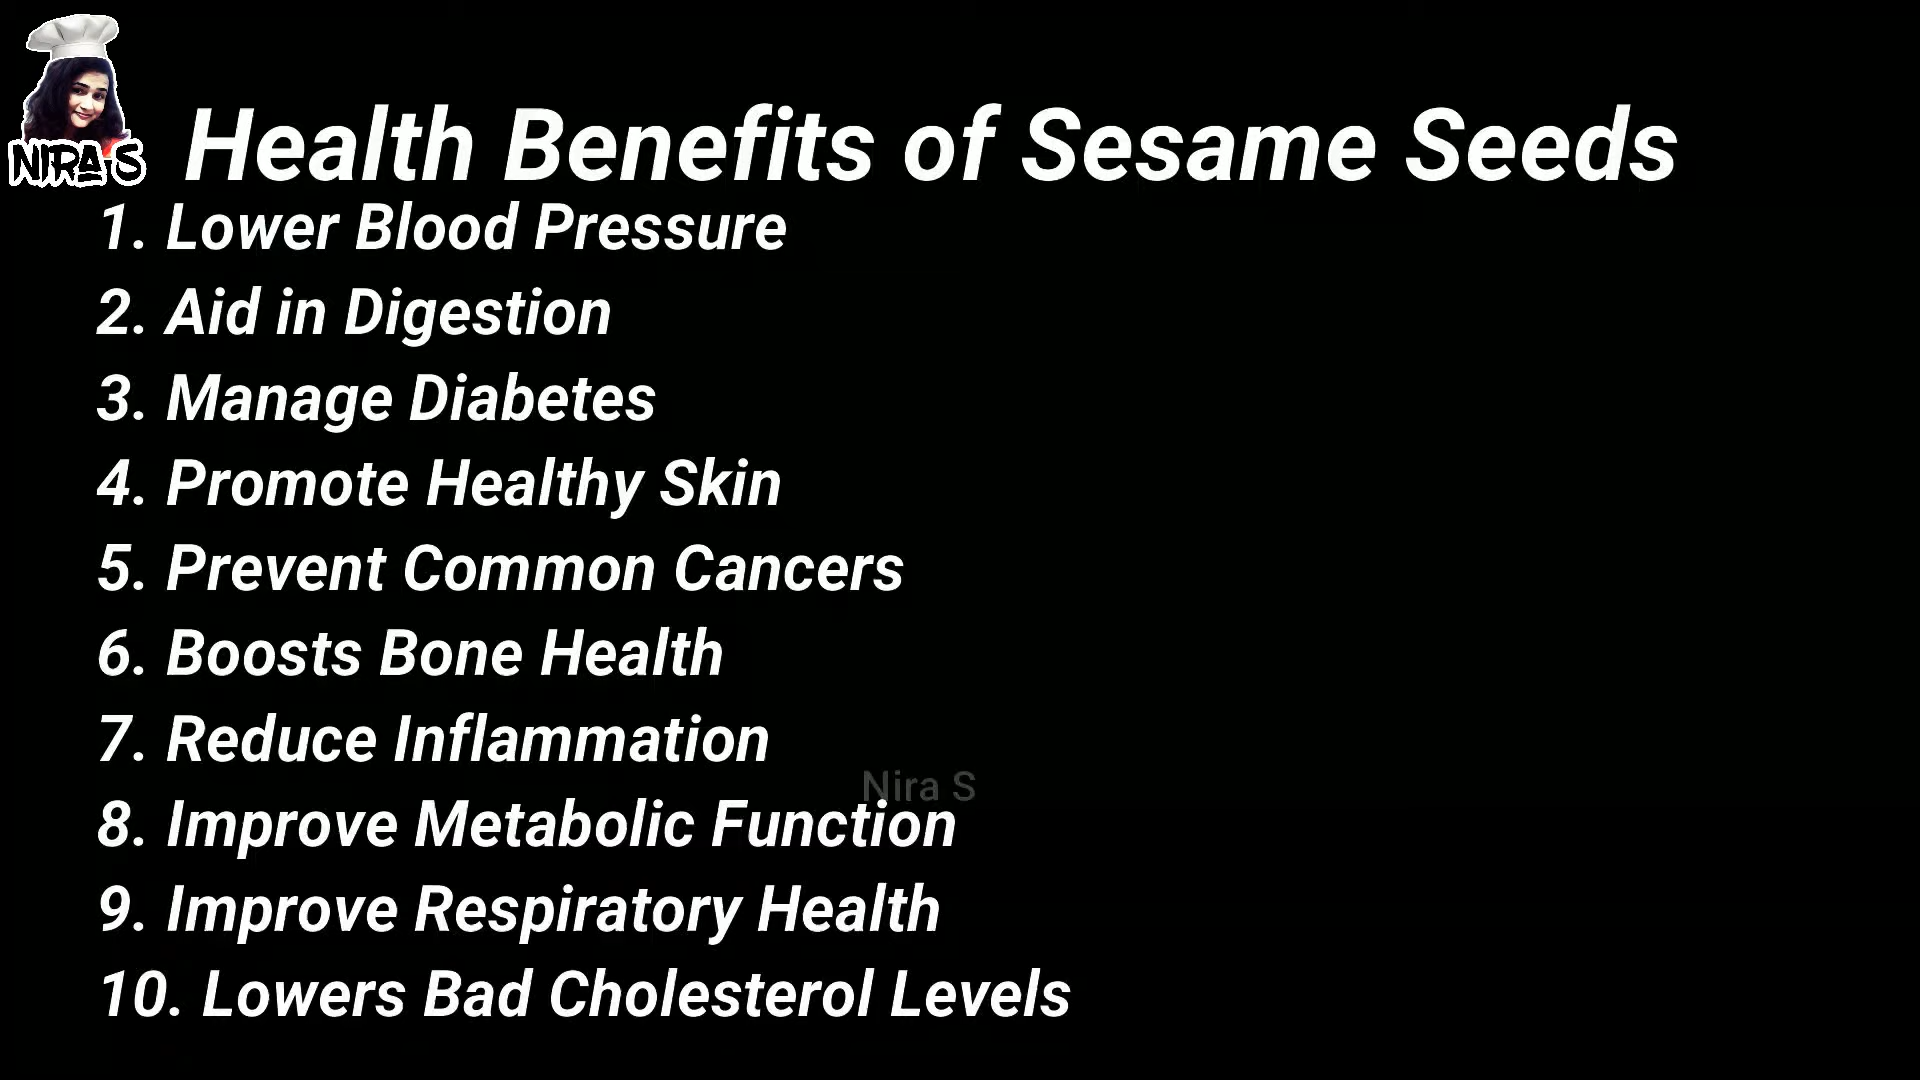 NIRA S
Health Benefits of Sesame Seeds
1. Lower Blood Pressure
2. Aid in Digestion
3. Manage Diabetes
4. Promote Healthy Skin
5. Prevent Common Cancers
6. Boosts Bone Health
7. Reduce Inflammation
Nira S
8. Improve Metabolic Function
9. Improve Respiratory Health
10. Lowers Bad Cholesterol Levels